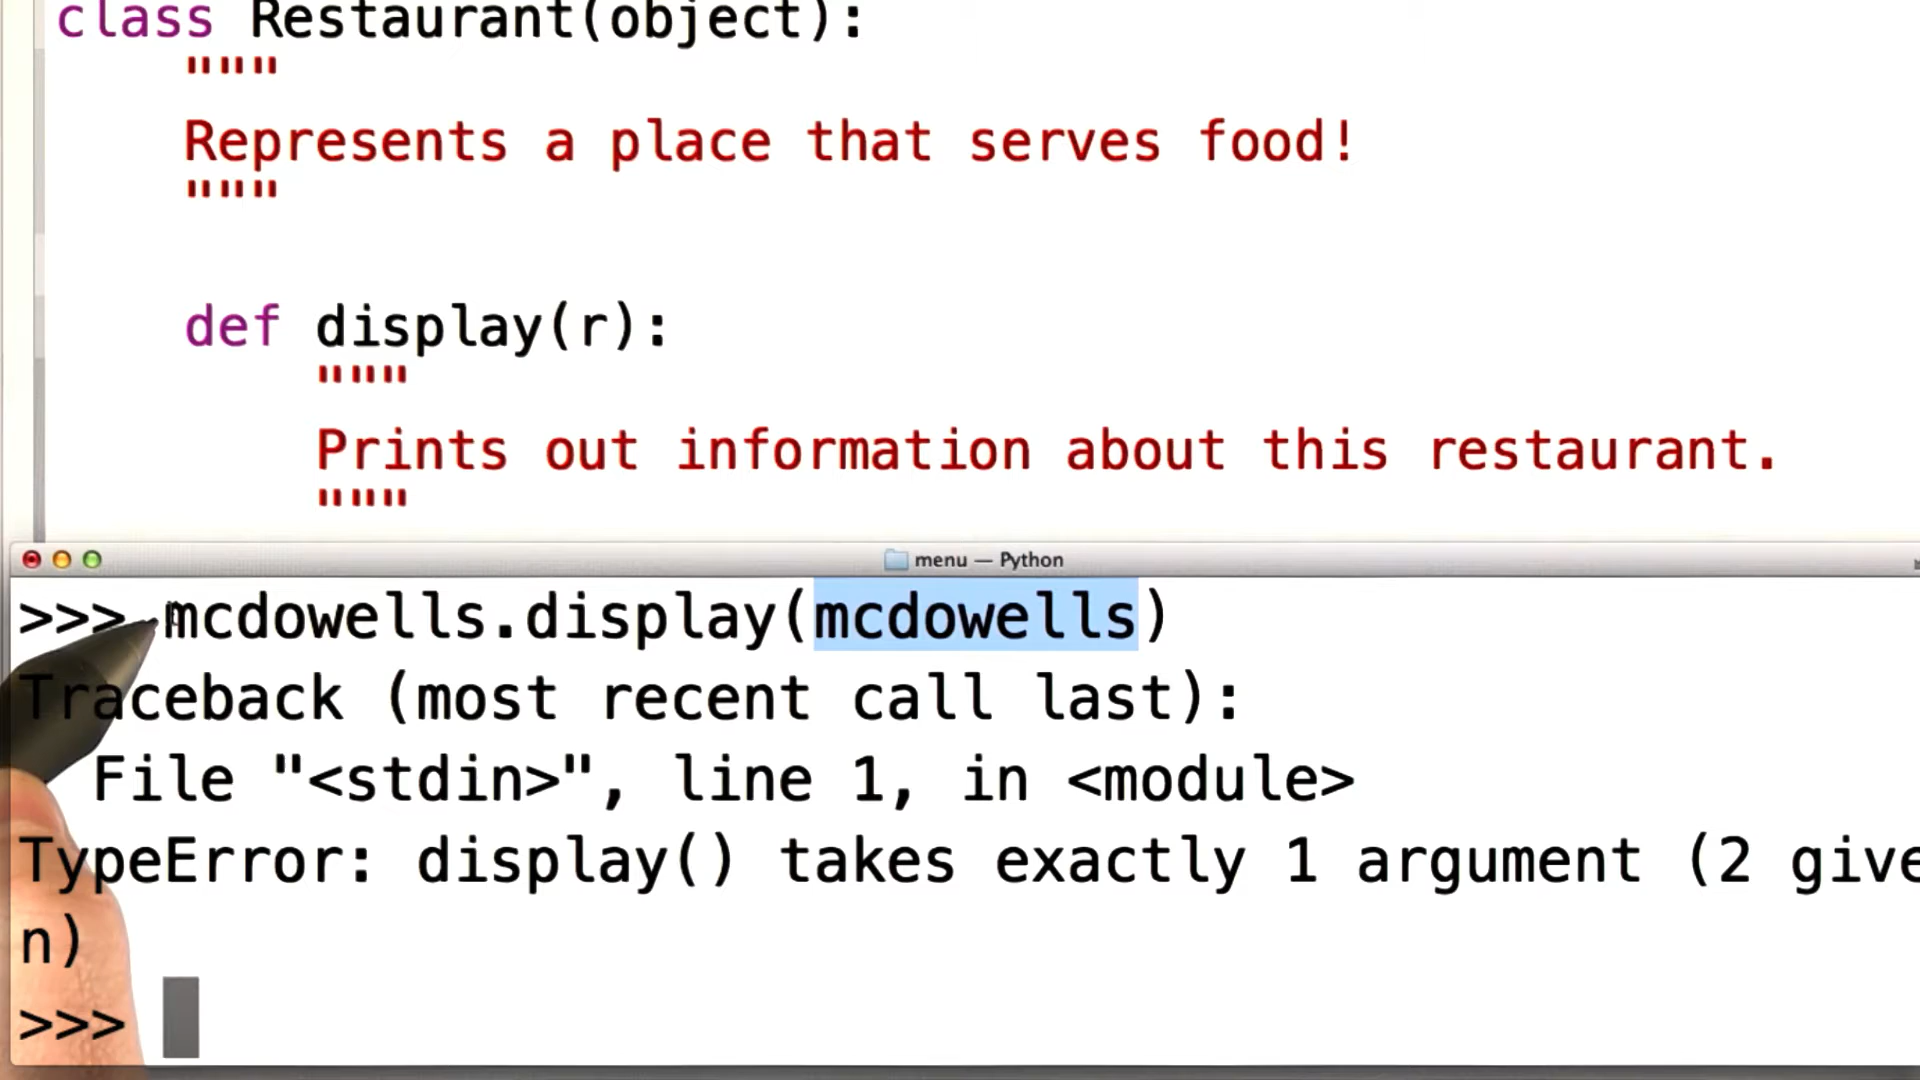 class Restaurant(object):
"""
Represents a place that serves food!
"""
def display(r):
"""
Prints out information about this restaurant.
"""
menu — Python
>>> mcdowells.display(mcdowells)
Traceback (most recent call last):
File "<stdin>", line 1, in <module>
TypeError: display() takes exactly 1 argument (2 give
n)
>>>